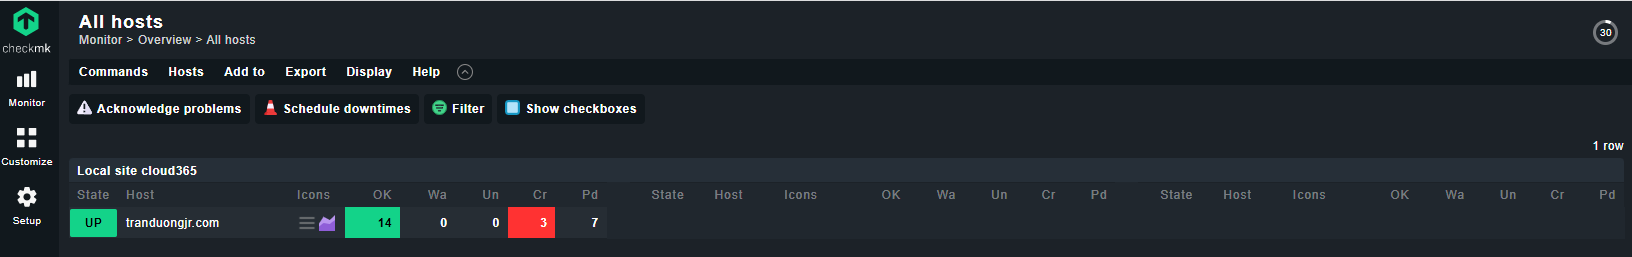 All hosts
Monitor > Overview > All hosts
30
checkmk
Commands Hosts Add to Export Display Help
Monitor
Acknowledge problems Schedule downtimes Filter Show checkboxes
1 row
Customize
Local site cloud365
State Host Icons OK Wa Un Cr Pd State Host Icons OK Wa Un Cr Pd State Host Icons OK Wa Un Cr Pd
UP tranduongjr.com 14 0 0 3 7
Setup